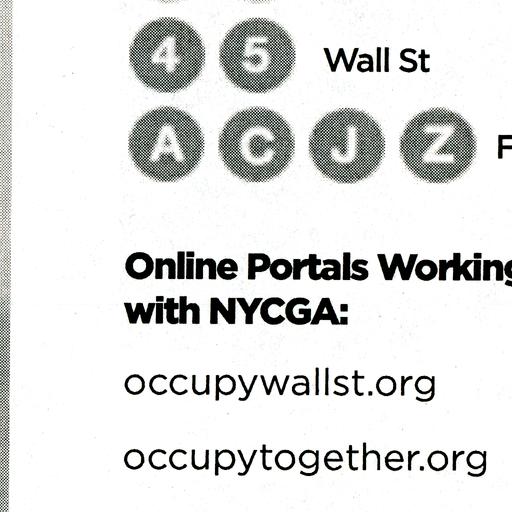 4 5 Wall St
A C J Z F
Online Portals Working
with NYCGA:
occupywallst.org
occupytogether.org